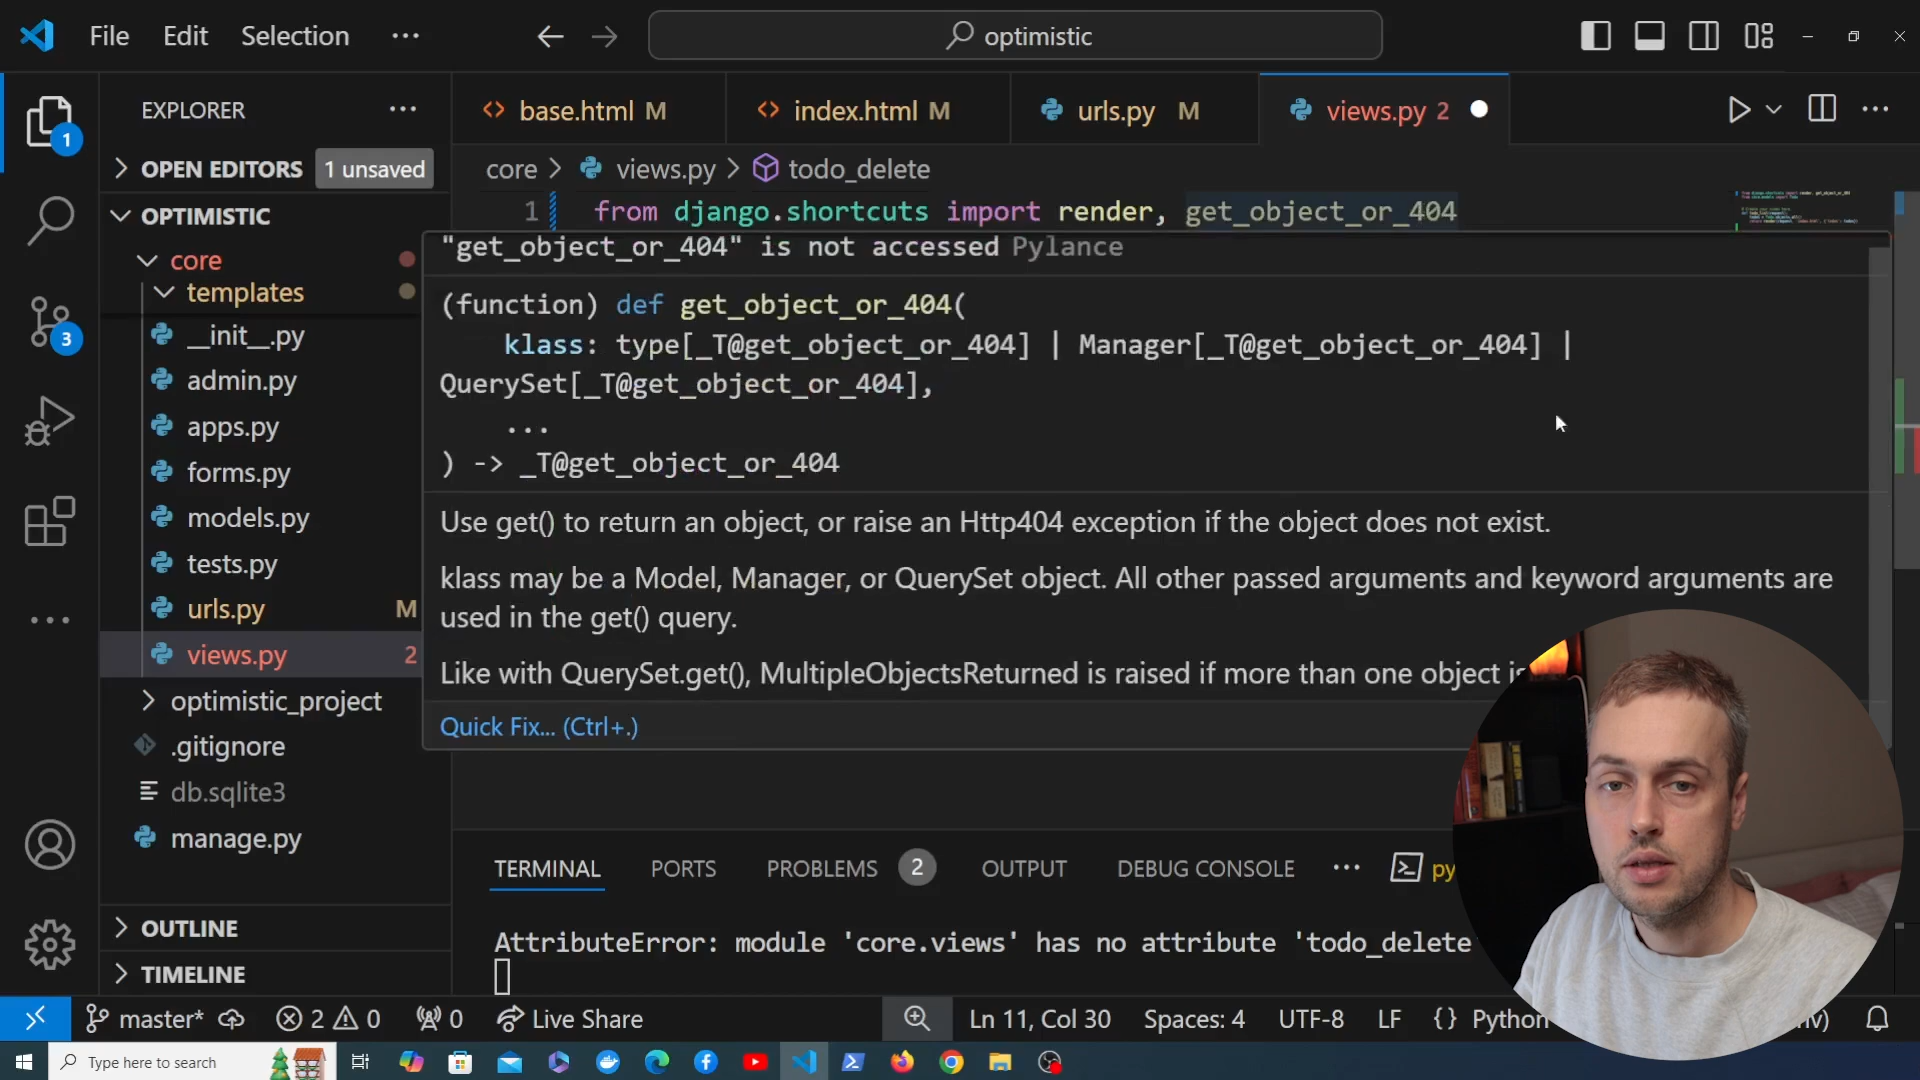 File Edit Selection ···
optimistic
EXPLORER ···
base.html M
index.html M
urls.py M
views.py 2
OPEN EDITORS 1 unsaved
core > views.py > todo_delete
OPTIMISTIC
1 from django.shortcuts import render, get_object_or_404
core
templates
__init__.py
admin.py
apps.py
forms.py
models.py
tests.py
urls.py M
views.py 2
optimistic_project
.gitignore
db.sqlite3
manage.py
OUTLINE
TIMELINE
1
3
"get_object_or_404" is not accessed Pylance
(function) def get_object_or_404(
klass: type[_T@get_object_or_404] | Manager[_T@get_object_or_404] |
QuerySet[_T@get_object_or_404],
...
) -> _T@get_object_or_404
Use get() to return an object, or raise an Http404 exception if the object does not exist.
klass may be a Model, Manager, or QuerySet object. All other passed arguments and keyword arguments are
used in the get() query.
Like with QuerySet.get(), MultipleObjectsReturned is raised if more than one object is
Quick Fix... (Ctrl+.)
TERMINAL PORTS PROBLEMS 2 OUTPUT DEBUG CONSOLE ··· py
AttributeError: module 'core.views' has no attribute 'todo_delete
master* 2 0 0 Live Share Ln 11, Col 30 Spaces: 4 UTF-8 LF {} Python
Type here to search